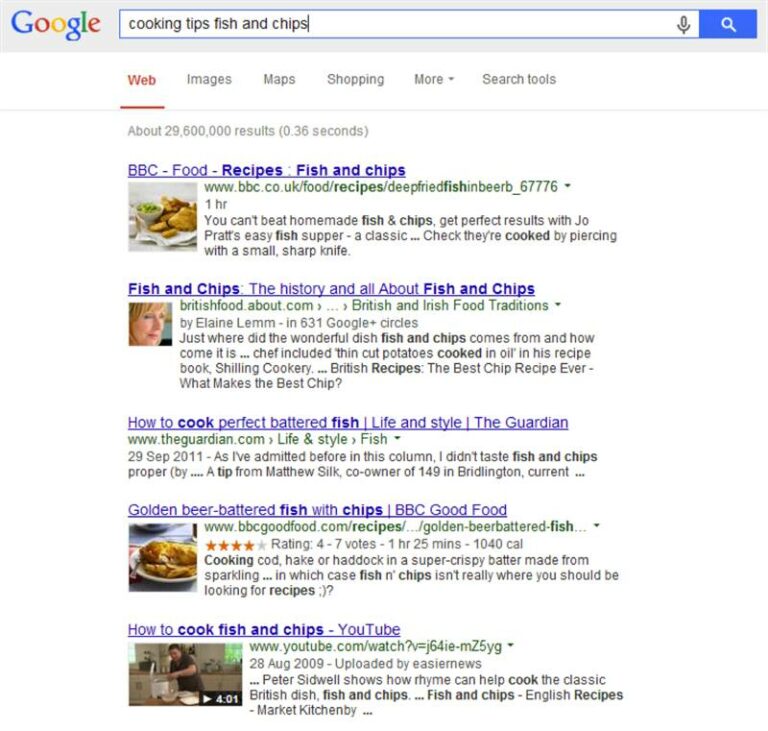 Google
cooking tips fish and chips
Web Images Maps Shopping More Search tools
About 29,600,000 results (0.36 seconds)
BBC - Food - Recipes : Fish and chips
www.bbc.co.uk/food/recipes/deepfriedfishinbeerb_67776
1 hr
You can't beat homemade fish & chips, get perfect results with Jo
Pratt's easy fish supper - a classic ... Check they're cooked by piercing
with a small, sharp knife.
Fish and Chips: The history and all About Fish and Chips
britishfood.about.com › ... › British and Irish Food Traditions
by Elaine Lemm - in 631 Google+ circles
Just where did the wonderful dish fish and chips comes from and how
come it is ... chef included 'thin cut potatoes cooked in oil' in his recipe
book, Shilling Cookery. ... British Recipes: The Best Chip Recipe Ever -
What Makes the Best Chip?
How to cook perfect battered fish | Life and style | The Guardian
www.theguardian.com › Life & style › Fish
29 Sep 2011 - As I've admitted before in this column, I didn't taste fish and chips
proper (by .... A tip from Matthew Silk, co-owner of 149 in Bridlington, current ...
Golden beer-battered fish with chips | BBC Good Food
www.bbcgoodfood.com/recipes/.../golden-beerbattered-fish...
Rating: 4 - 7 votes - 1 hr 25 mins - 1040 cal
Cooking cod, hake or haddock in a super-crispy batter made from
sparkling ... in which case fish n' chips isn't really where you should be
looking for recipes ;)?
How to cook fish and chips - YouTube
www.youtube.com/watch?v=j64ie-mZ5yg
28 Aug 2009 - Uploaded by easiernews
... Peter Sidwell shows how rhyme can help cook the classic
British dish, fish and chips. ... Fish and chips - English Recipes
- Market Kitchenby ...
4:01